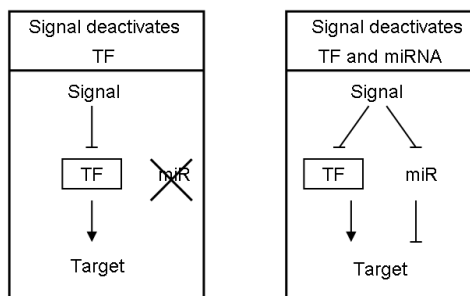 Signal deactivates
TF
Signal
TF
miR
Target
Signal deactivates
TF and miRNA
Signal
TF
miR
Target